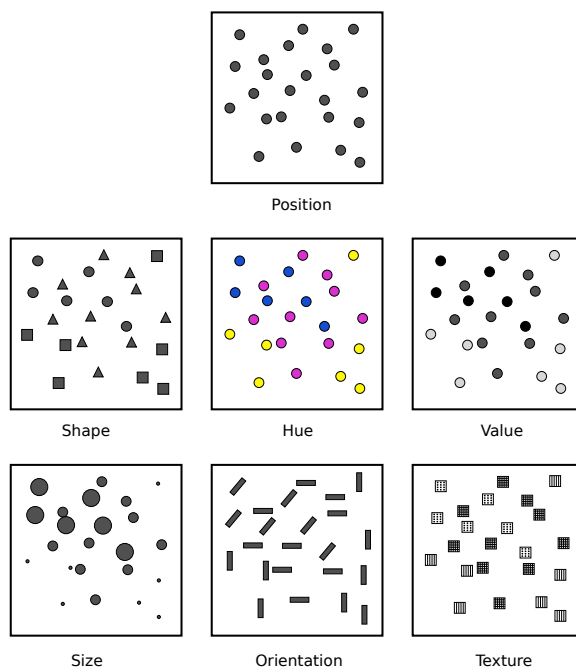 Position
Shape
Hue
Value
Size
Orientation
Texture